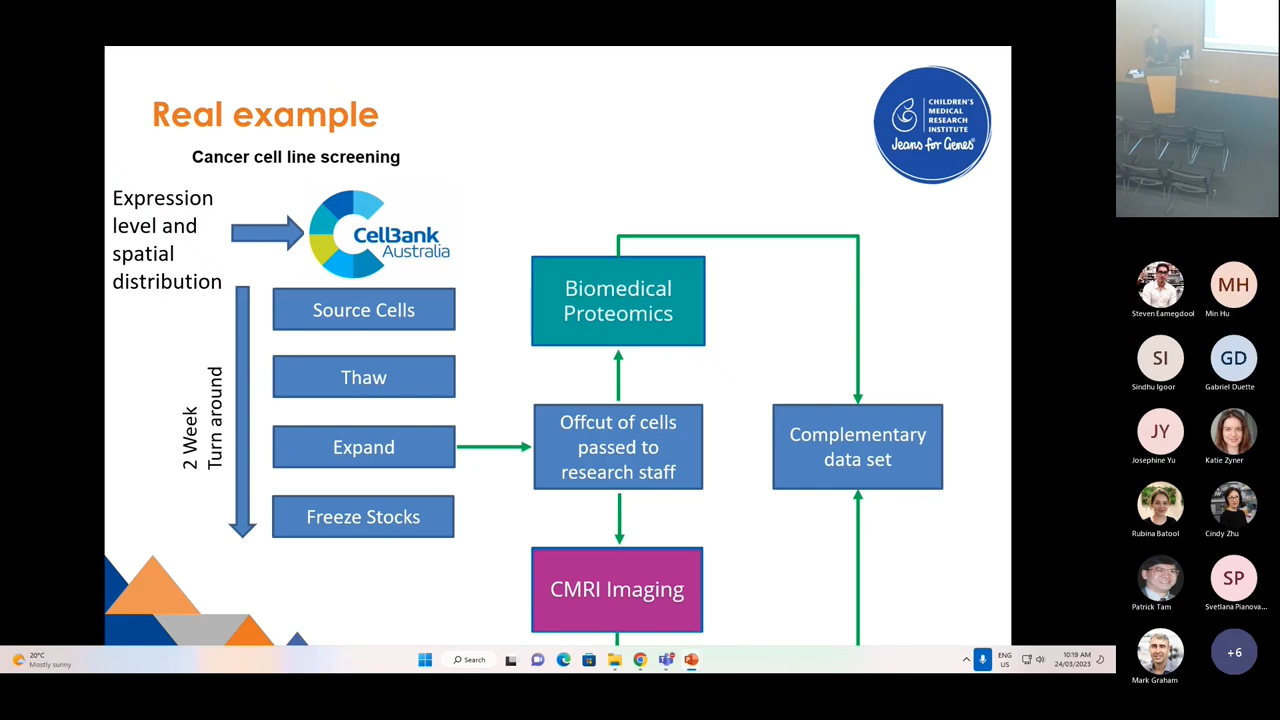 Real example
Cancer cell line screening
CHILDREN'S
MEDICAL
RESEARCH
INSTITUTE
Jeans for Genes®
Expression
level and
spatial
distribution
CellBank
Australia
2 Week
Turn around
Source Cells
Thaw
Expand
Freeze Stocks
Biomedical
Proteomics
Offcut of cells
passed to
research staff
CMRI Imaging
Complementary
data set
Steven Eamegdool
MH
Min Hu
SI
Sindhu Igoor
GD
Gabriel Duette
JY
Josephine Yu
Katie Zyner
Rubina Batool
Cindy Zhu
Patrick Tam
SP
Svetlana Pianova...
Mark Graham
+6
20°C
Mostly sunny
Search
ENG
US
10:19 AM
24/03/2023